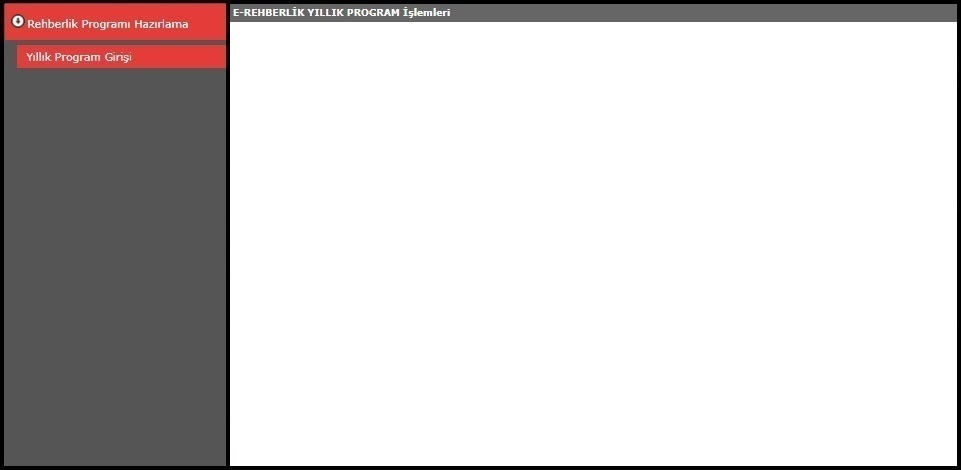 Rehberlik Programı Hazırlama
Yıllık Program Girişi
E-REHBERLİK YILLIK PROGRAM İşlemleri